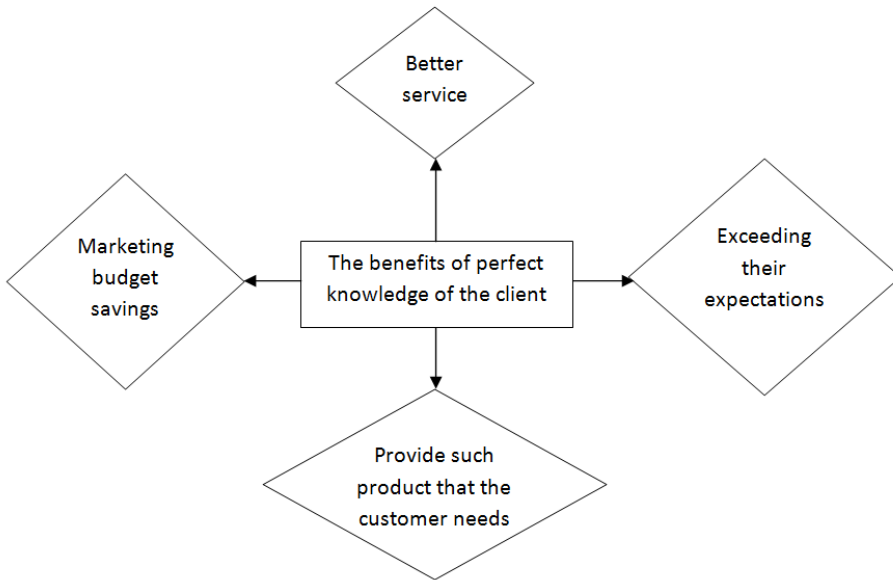 Better
service
Marketing
budget
savings
The benefits of perfect
knowledge of the client
Exceeding
their
expectations
Provide such
product that the
customer needs